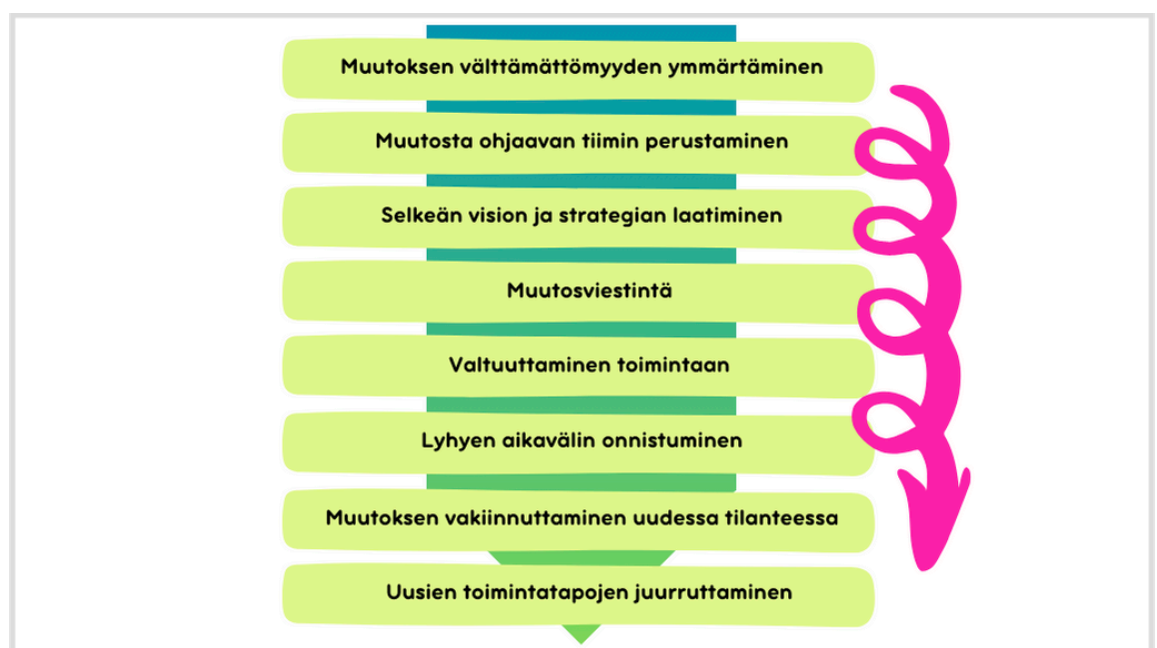 Muutoksen välttämättömyyden ymmärtäminen
Muutosta ohjaavan tiimin perustaminen
Selkeän vision ja strategian laatiminen
Muutosviestintä
Valtuuttaminen toimintaan
Lyhyen aikavälin onnistuminen
Muutoksen vakiinnuttaminen uudessa tilanteessa
Uusien toimintatapojen juurruttaminen